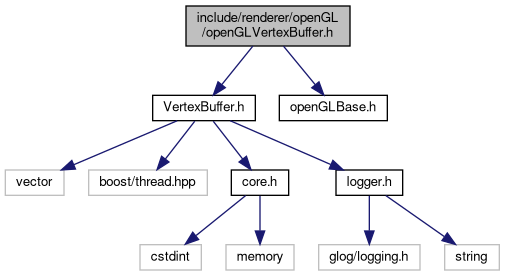 include/renderer/openGL
/openGLVertexBuffer.h
VertexBuffer.h
openGLBase.h
vector
boost/thread.hpp
core.h
logger.h
cstdint
memory
glog/logging.h
string